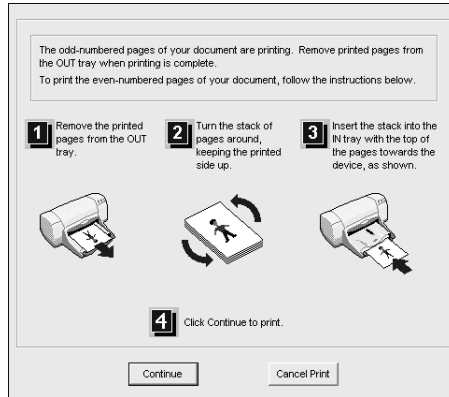 The odd-numbered pages of your document are printing. Remove printed pages from
the OUT tray when printing is complete.
To print the even-numbered pages of your document, follow the instructions below.
1 Remove the printed
pages from the OUT
tray.
2 Turn the stack of
pages around,
keeping the printed
side up.
3 Insert the stack into the
IN tray with the top of
the pages towards the
device, as shown.
4 Click Continue to print.
Continue
Cancel Print